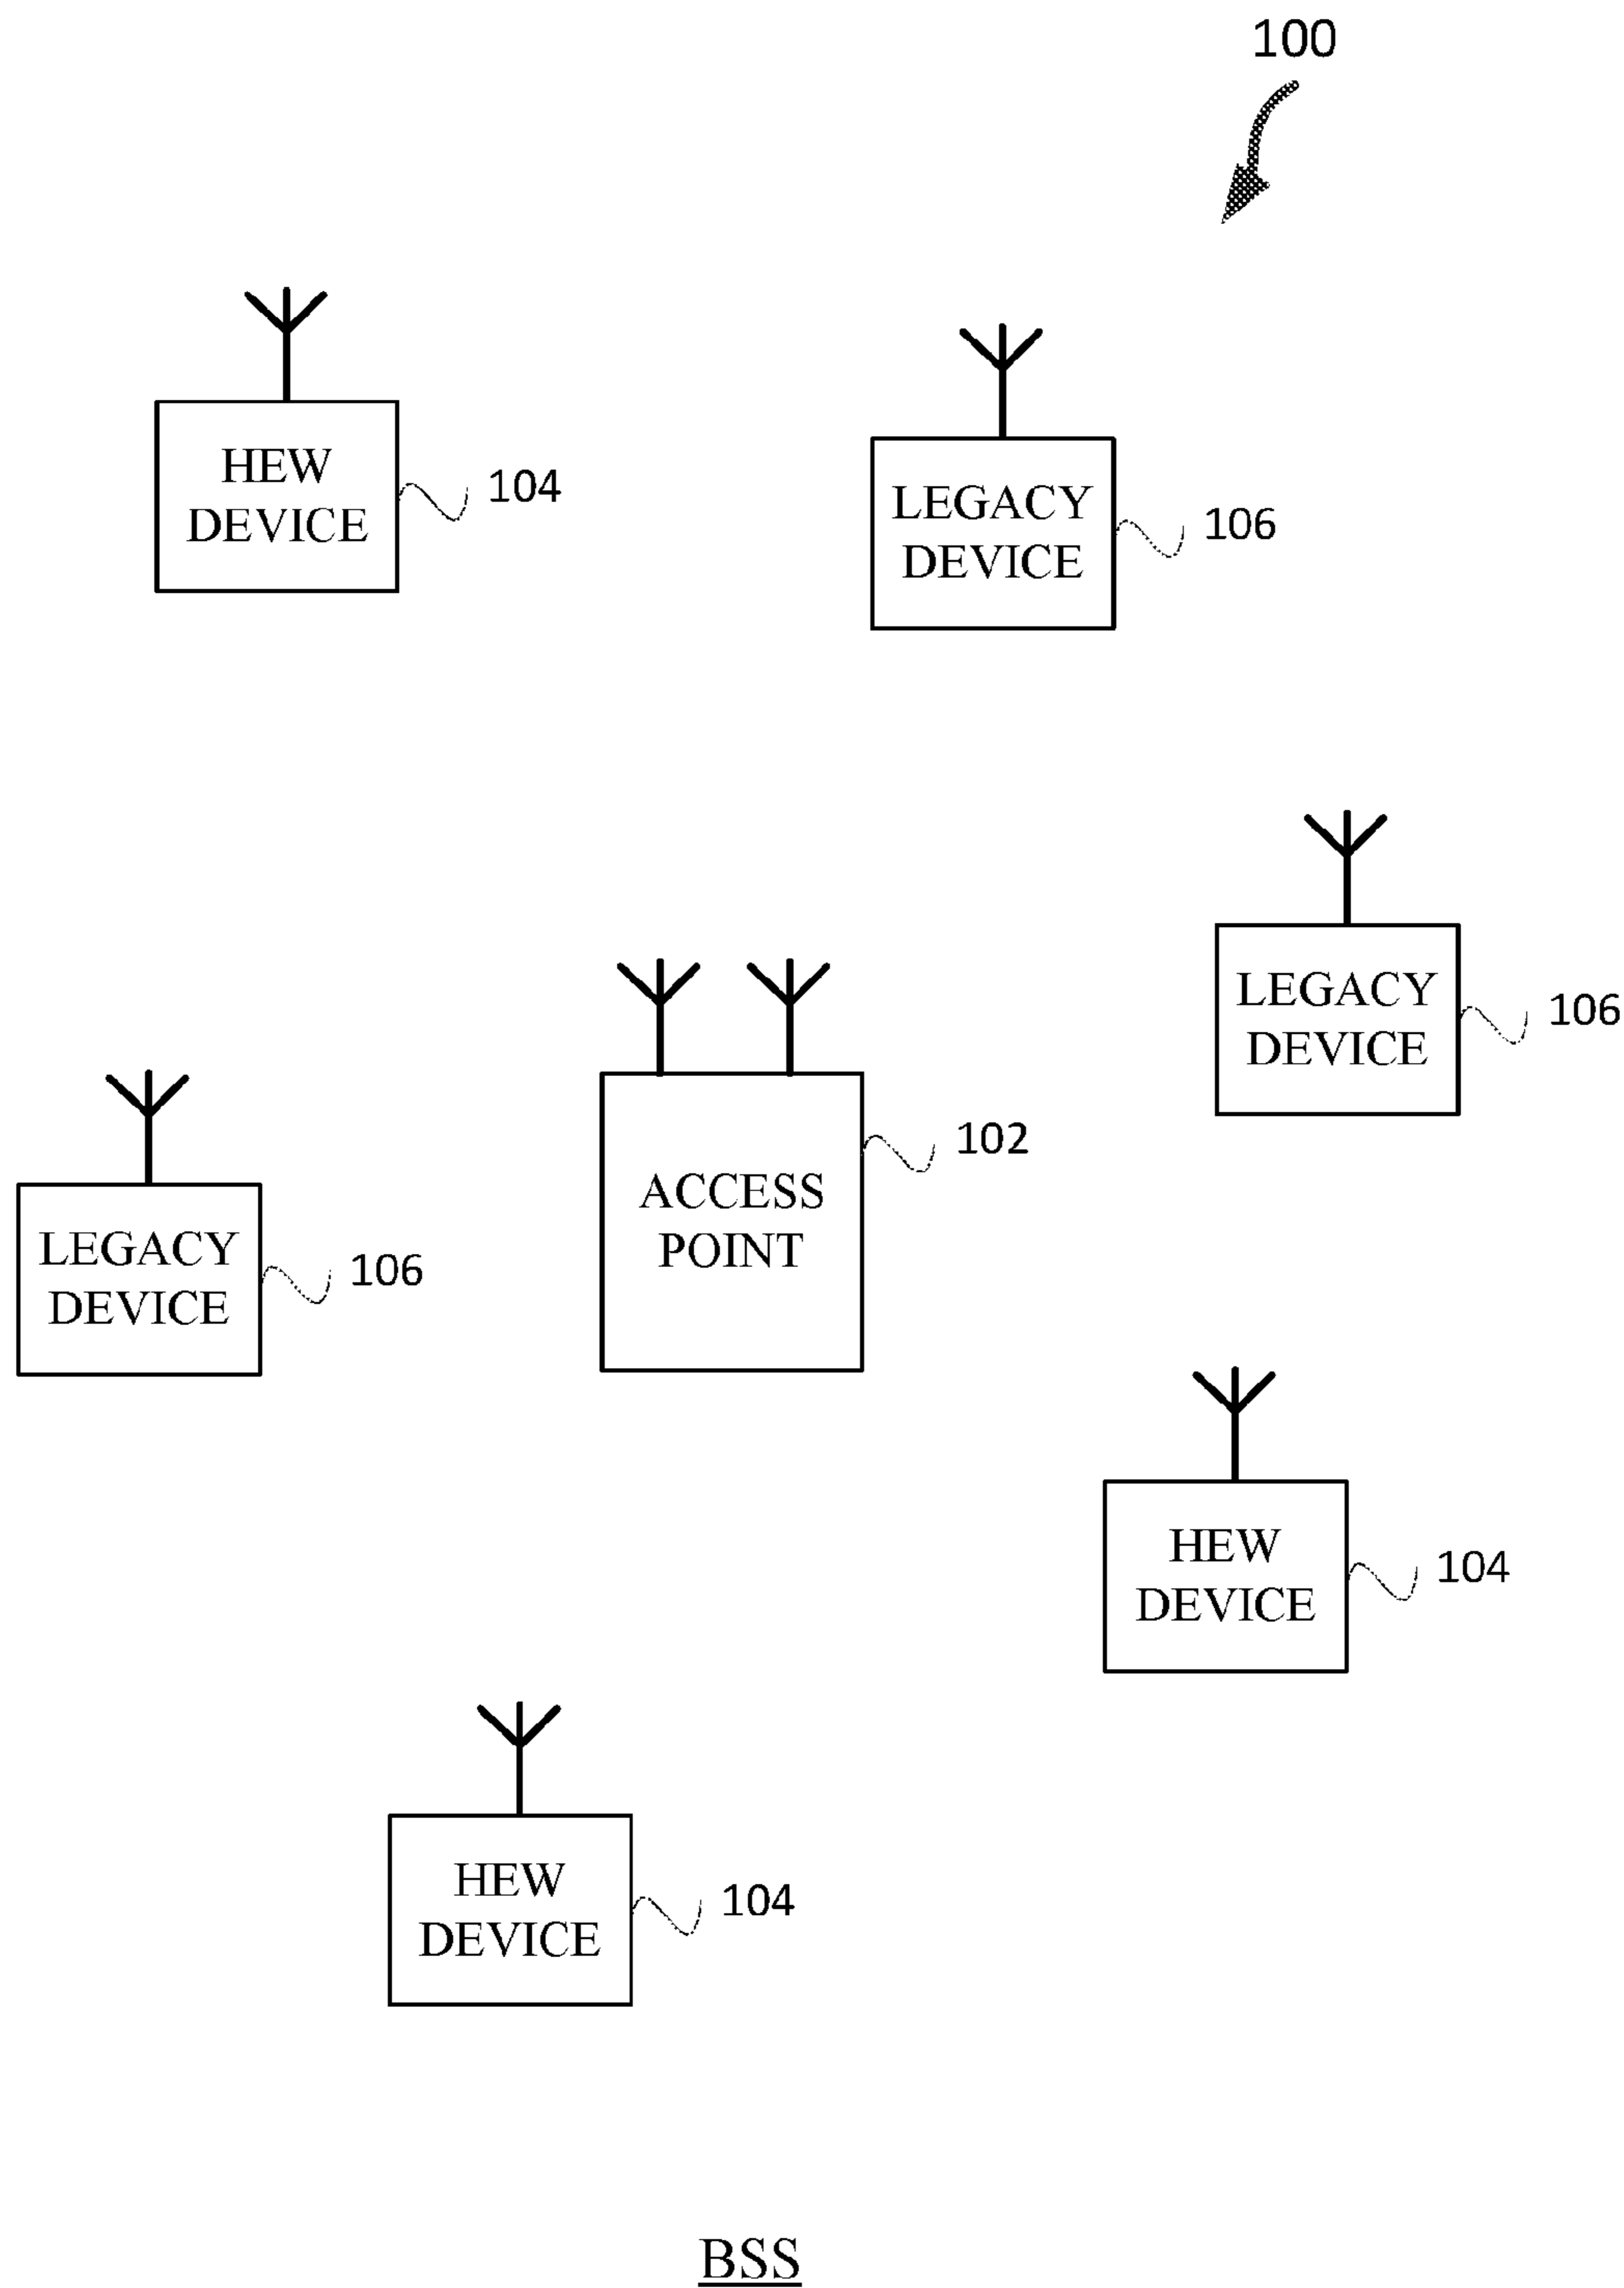 100
HEW
DEVICE
104
LEGACY
DEVICE
106
LEGACY
DEVICE
106
ACCESS
POINT
102
LEGACY
DEVICE
106
HEW
DEVICE
104
HEW
DEVICE
104
BSS